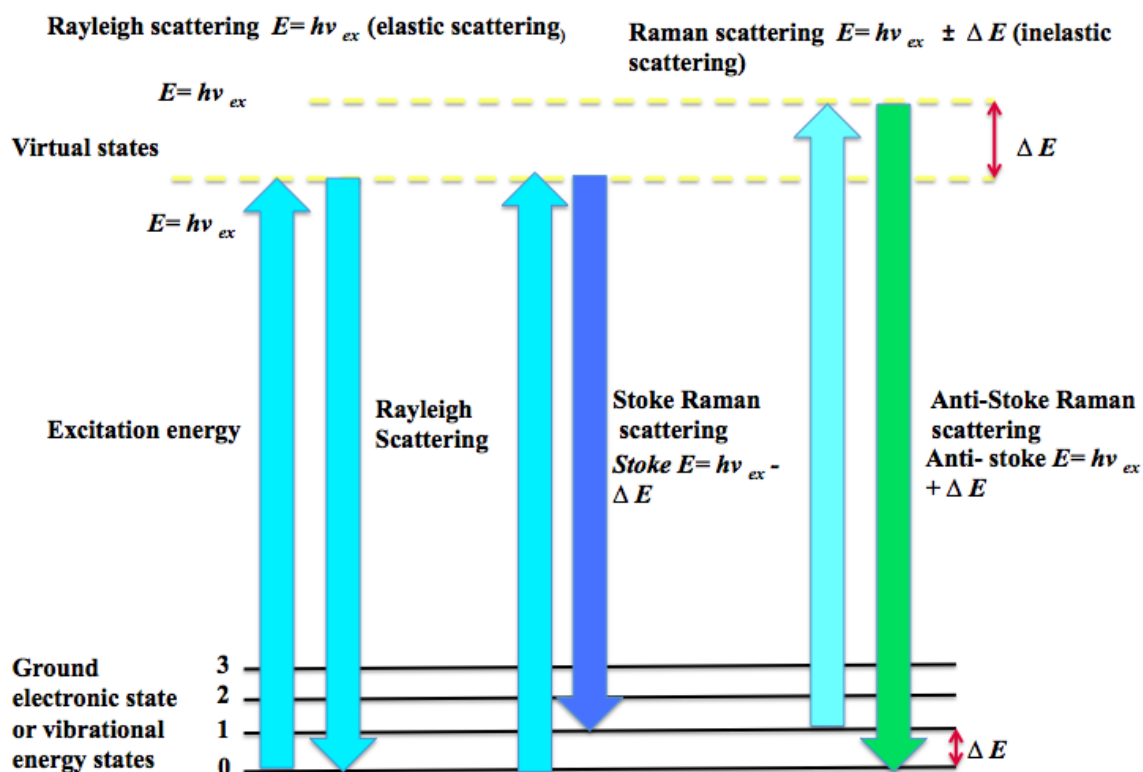 Rayleigh scattering E= hν ex (elastic scattering)
Raman scattering E= hν ex ± Δ E (inelastic
scattering)
E= hν ex
Virtual states
Δ E
E= hν ex
Excitation energy
Rayleigh
Scattering
Stoke Raman
scattering
Stoke E= hν ex -
Δ E
Anti-Stoke Raman
scattering
Anti- stoke E= hν ex
+ Δ E
Ground
electronic state
or vibrational
energy states
3
2
1
0
Δ E